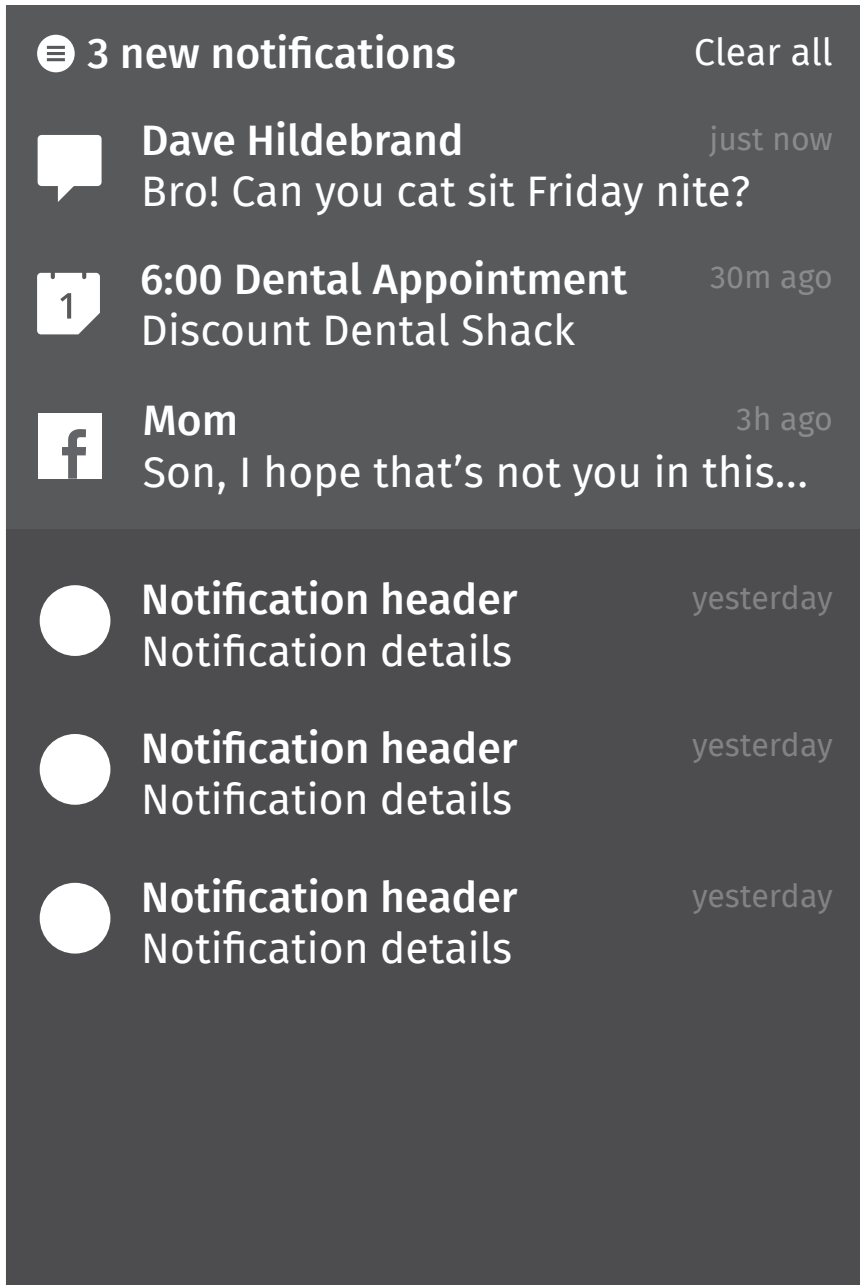 3 new notifications Clear all
Dave Hildebrand just now
Bro! Can you cat sit Friday nite?
6:00 Dental Appointment 30m ago
1
Discount Dental Shack
Mom 3h ago
f
Son, I hope that’s not you in this...
Notification header yesterday
Notification details
Notification header yesterday
Notification details
Notification header yesterday
Notification details